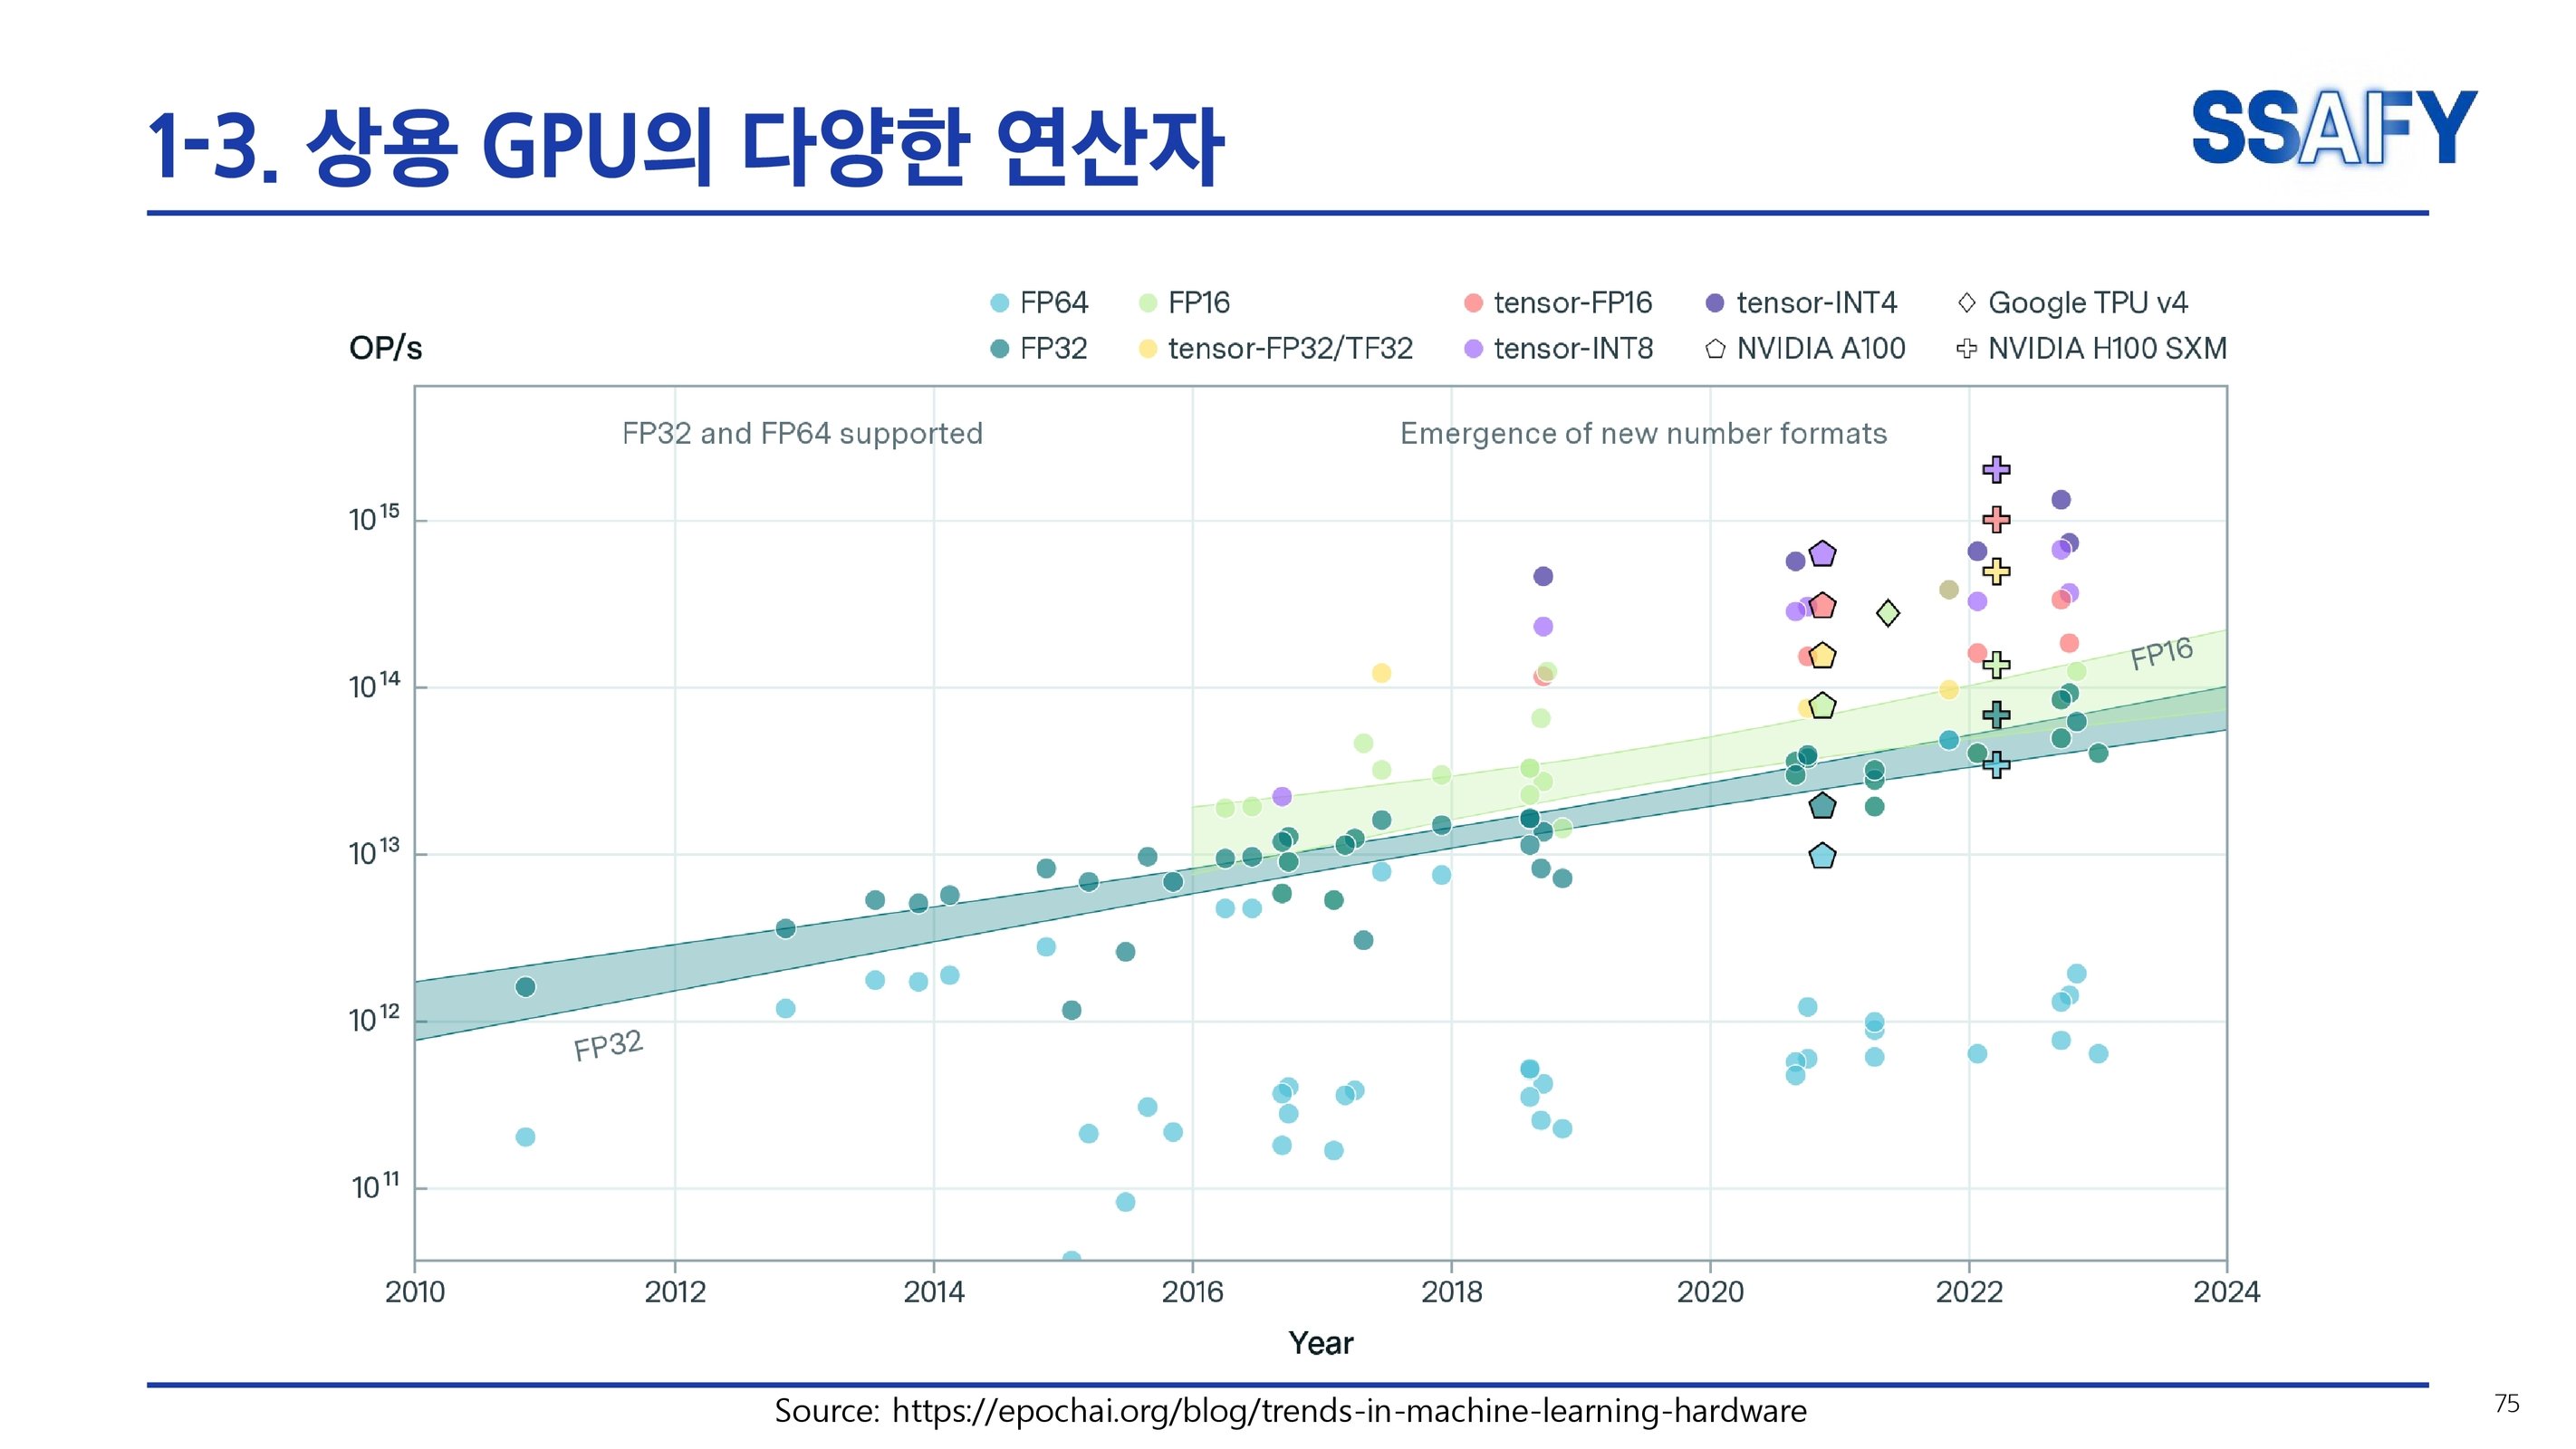 1-3. 상용 GPU의 다양한 연산자
SSAFY
FP64 FP16 tensor-FP16 tensor-INT4 Google TPU v4
OP/s FP32 tensor-FP32/TF32 tensor-INT8 NVIDIA A100 NVIDIA H100 SXM
FP32 and FP64 supported Emergence of new number formats
10^15
FP16
10^14
10^13
10^12
FP32
10^11
2010 2012 2014 2016 2018 2020 2022 2024
Year
Source: https://epochai.org/blog/trends-in-machine-learning-hardware
75